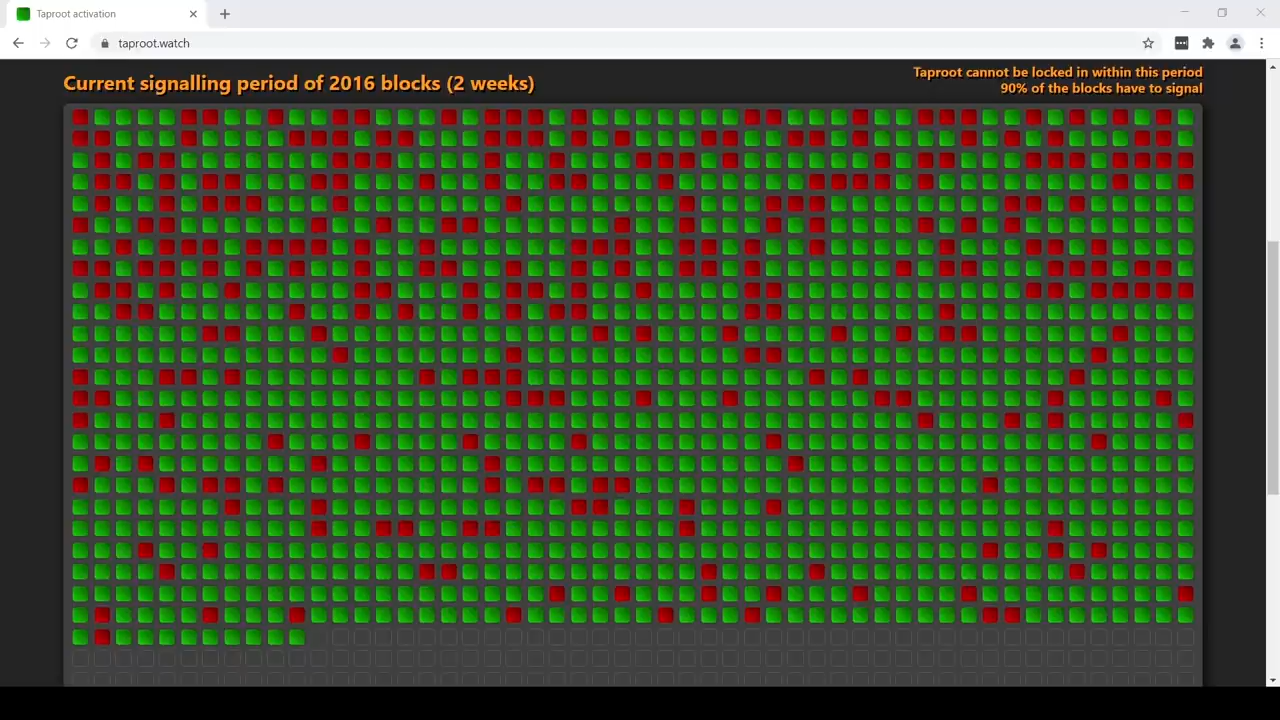 Taproot activation
taproot.watch
Current signalling period of 2016 blocks (2 weeks)
Taproot cannot be locked in within this period
90% of the blocks have to signal